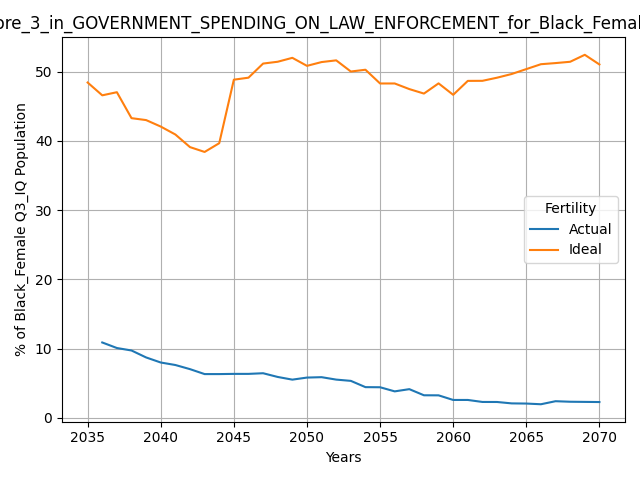 ore_3_in_GOVERNMENT_SPENDING_ON_LAW_ENFORCEMENT_for_Black_Femal
% of Black_Female Q3_IQ Population
50
40
30
20
10
0
Fertility
Actual
Ideal
2035 2040 2045 2050 2055 2060 2065 2070
Years